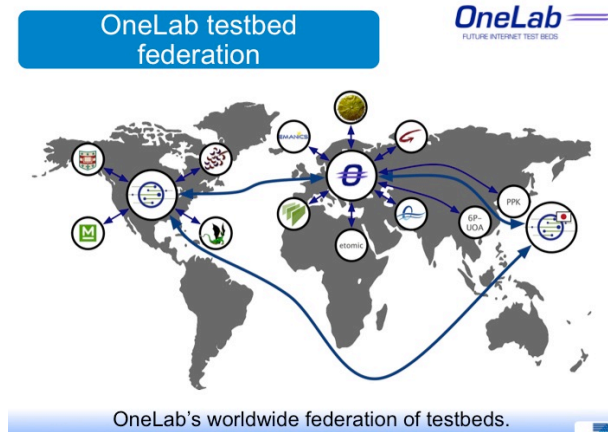 OneLab testbed
federation
OneLab
FUTURE INTERNET TEST BEDS
EMANICS
PPK
6P-
UOA
etomic
OneLab's worldwide federation of testbeds.